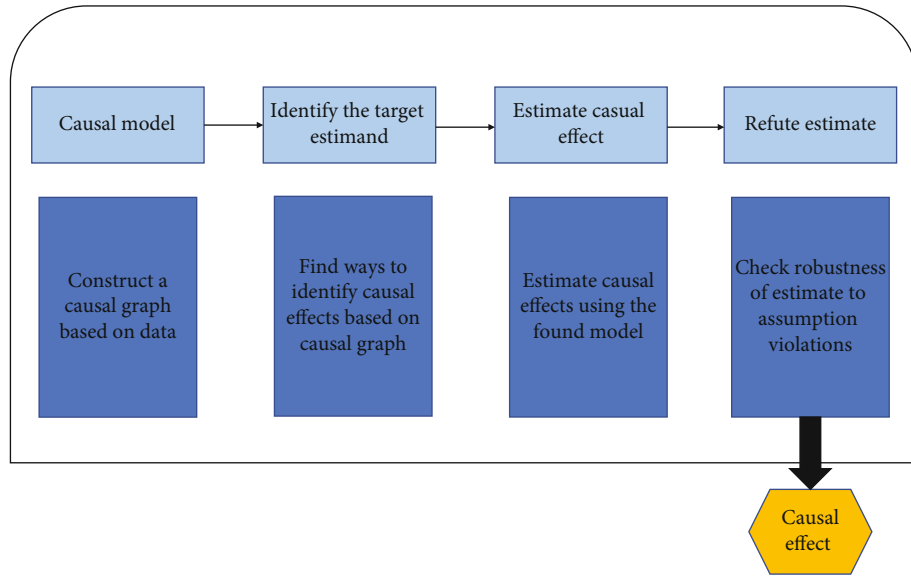 Causal model
Identify the target
estimand
Estimate casual
effect
Refute estimate
Construct a
causal graph
based on data
Find ways to
identify causal
effects based on
causal graph
Estimate causal
effects using the
found model
Check robustness
of estimate to
assumption
violations
Causal
effect